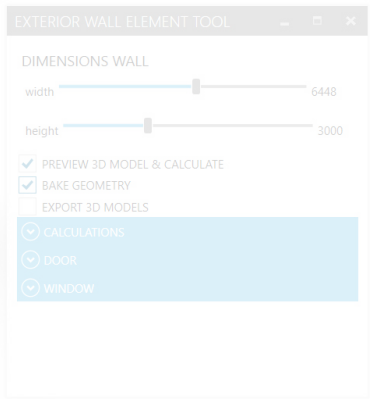 EXTERIOR WALL ELEMENT TOOL
DIMENSIONS WALL
width 6448
height 3000
PREVIEW 3D MODEL & CALCULATE
BAKE GEOMETRY
EXPORT 3D MODELS
CALCULATIONS
DOOR
WINDOW